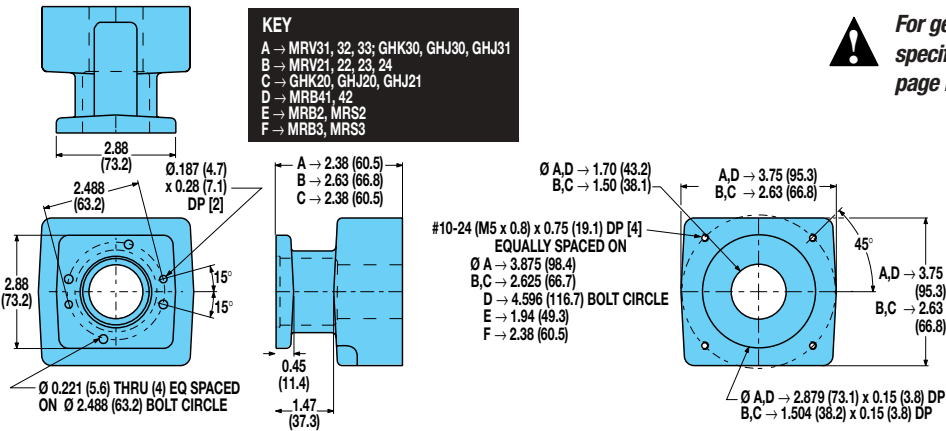 KEY
A → MRV31, 32, 33; GHK30, GHJ30, GHJ31
B → MRV21, 22, 23, 24
C → GHK20, GHJ20, GHJ21
D → MRB41, 42
E → MRB2, MRS2
F → MRB3, MRS3
!
For ge
specif
page
2.88
(73.2)
2.488
(63.2)
Ø.187 (4.7)
x 0.28 (7.1)
DP [2]
2.88
(73.2)
15°
15°
Ø 0.221 (5.6) THRU (4) EQ SPACED
ON Ø 2.488 (63.2) BOLT CIRCLE
A → 2.38 (60.5)
B → 2.63 (66.8)
C → 2.38 (60.5)
0.45
(11.4)
1.47
(37.3)
Ø A,D → 1.70 (43.2)
B,C → 1.50 (38.1)
A,D → 3.75 (95.3)
B,C → 2.63 (66.8)
#10-24 (M5 x 0.8) x 0.75 (19.1) DP [4]
EQUALLY SPACED ON
Ø A → 3.875 (98.4)
B,C → 2.625 (66.7)
D → 4.596 (116.7) BOLT CIRCLE
E → 1.94 (49.3)
F → 2.38 (60.5)
45°
A,D → 3.75
(95.3)
B,C → 2.63
(66.8)
Ø A,D → 2.879 (73.1) x 0.15 (3.8) DP
B,C → 1.504 (38.2) x 0.15 (3.8) DP